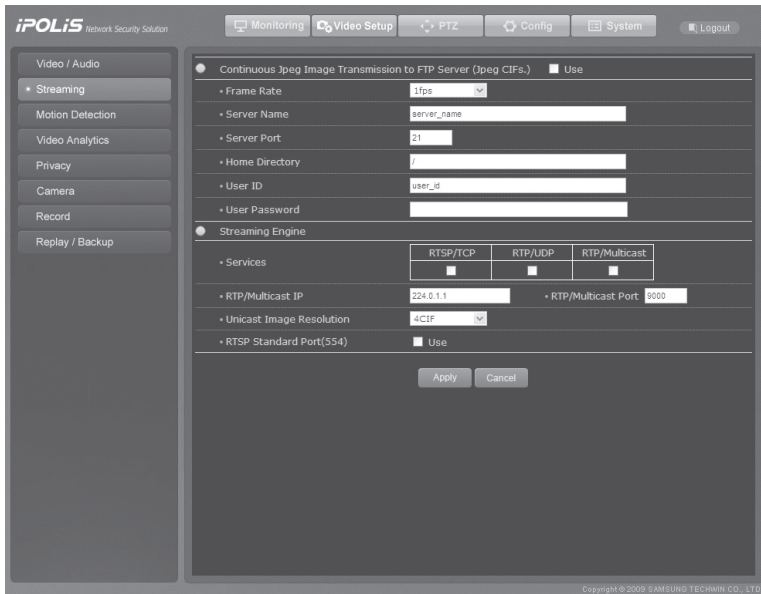 iPOLiS Network Security Solution
Monitoring Video Setup PTZ Config System Logout
Video / Audio
Streaming
Motion Detection
Video Analytics
Privacy
Camera
Record
Replay / Backup
Continuous Jpeg Image Transmission to FTP Server (Jpeg CIFs.) Use
Frame Rate 1fps
Server Name server_name
Server Port 21
Home Directory /
User ID user_id
User Password
Streaming Engine
Services RTSP/TCP RTP/UDP RTP/Multicast
RTP/Multicast IP 224.0.1.1 RTP/Multicast Port 9000
Unicast Image Resolution 4CIF
RTSP Standard Port(554) Use
Apply Cancel
Copyright © 2009 SAMSUNG TECHWIN CO., LTD